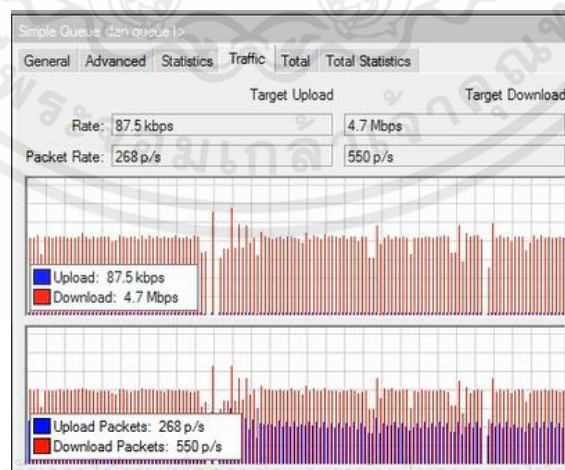 Simple Queue <lan queue1>
General Advanced Statistics Traffic Total Total Statistics
Target Upload Target Download
Rate: 87.5 kbps 4.7 Mbps
Packet Rate: 268 p/s 550 p/s
Upload: 87.5 kbps
Download: 4.7 Mbps
Upload Packets: 268 p/s
Download Packets: 550 p/s